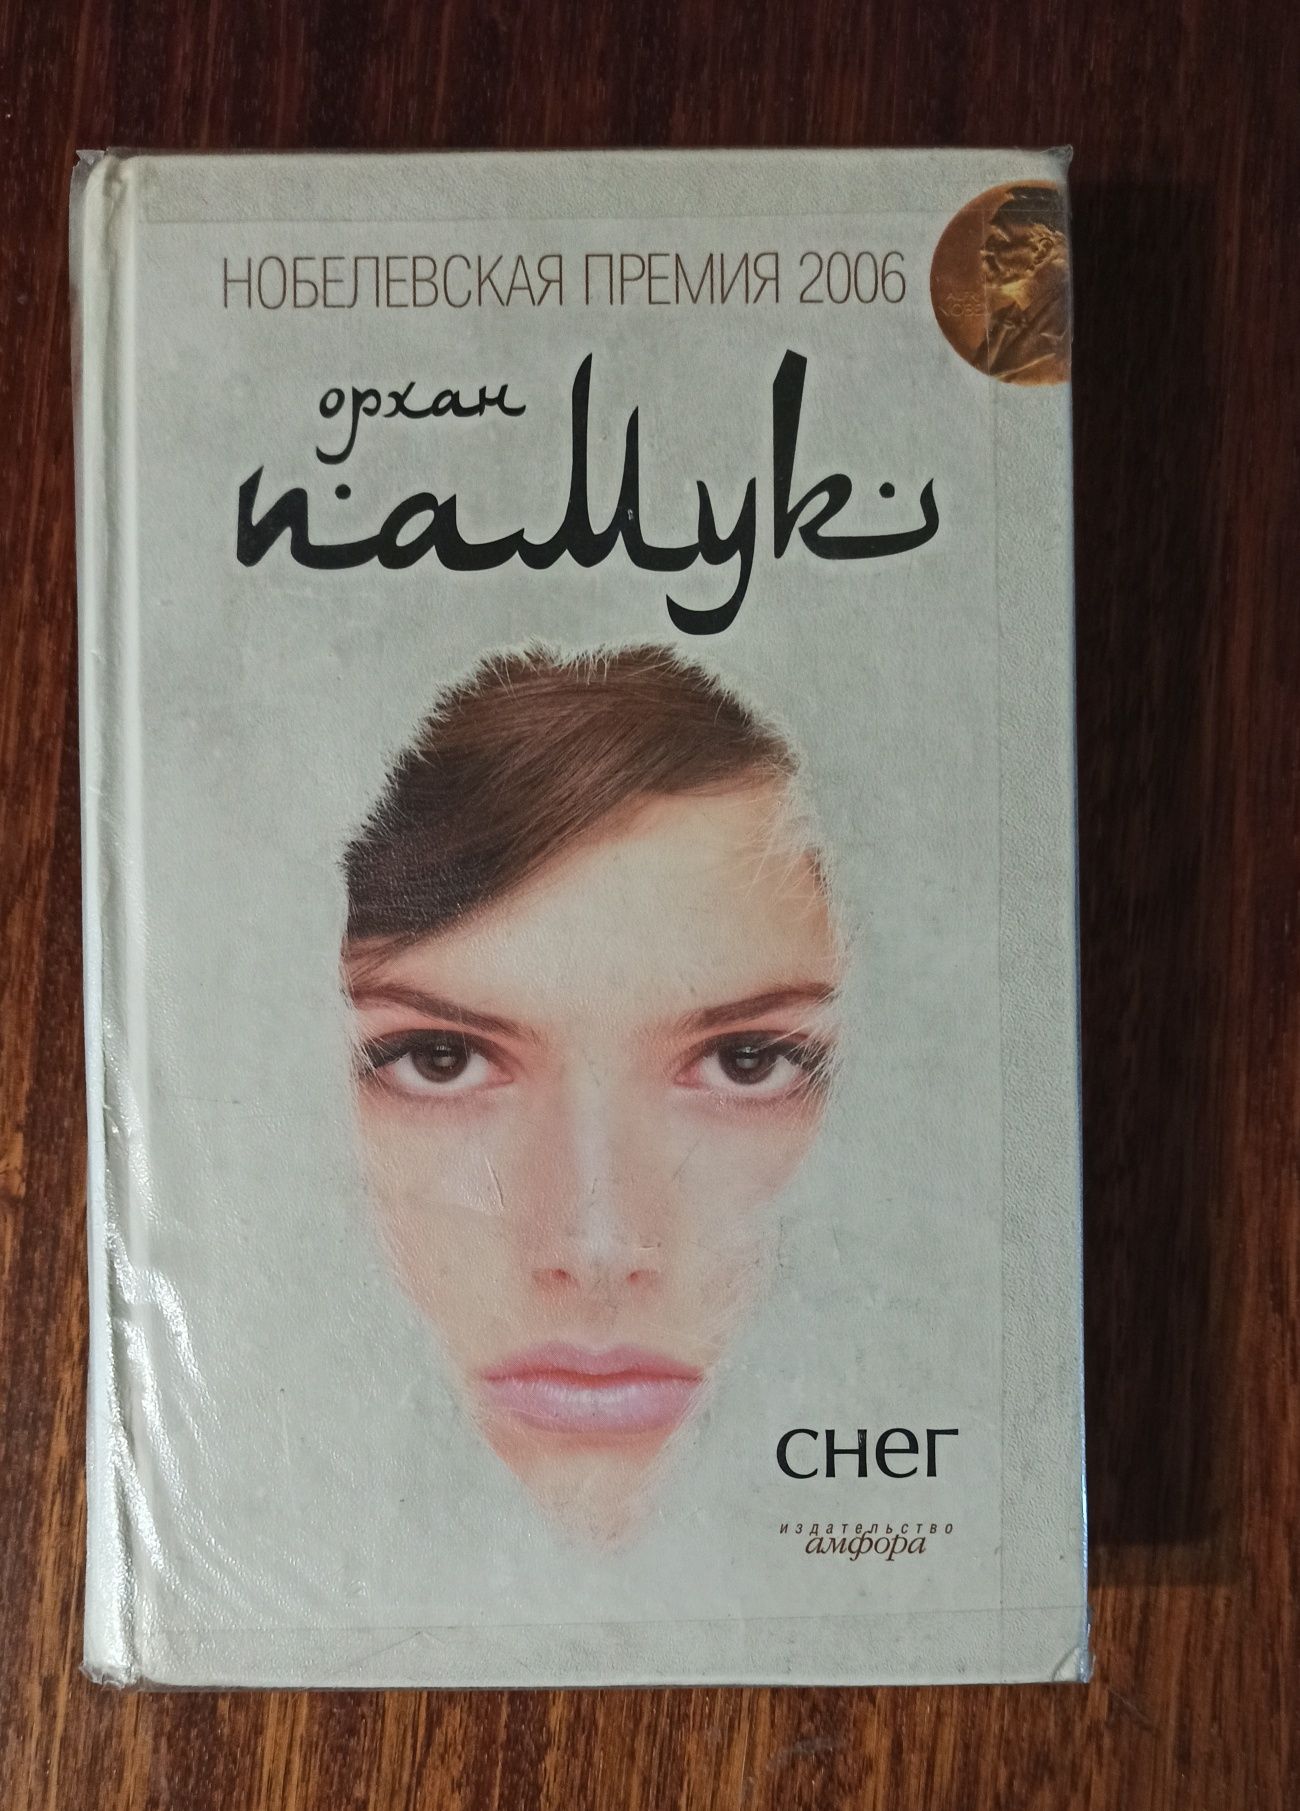 НОБЕЛЕВСКАЯ ПРЕМИЯ 2006
орхан
памук
снег
издательство
амфора